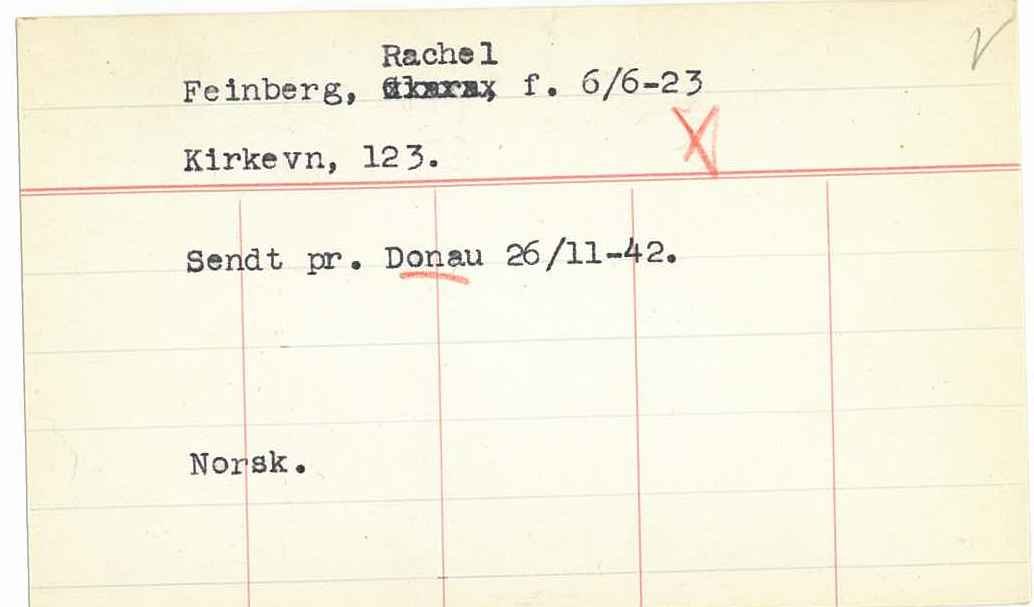 Rachel
Feinberg, f. 6/6-23
Kirkevn, 123.
Sendt pr. Donau 26/11-42.
Norsk.